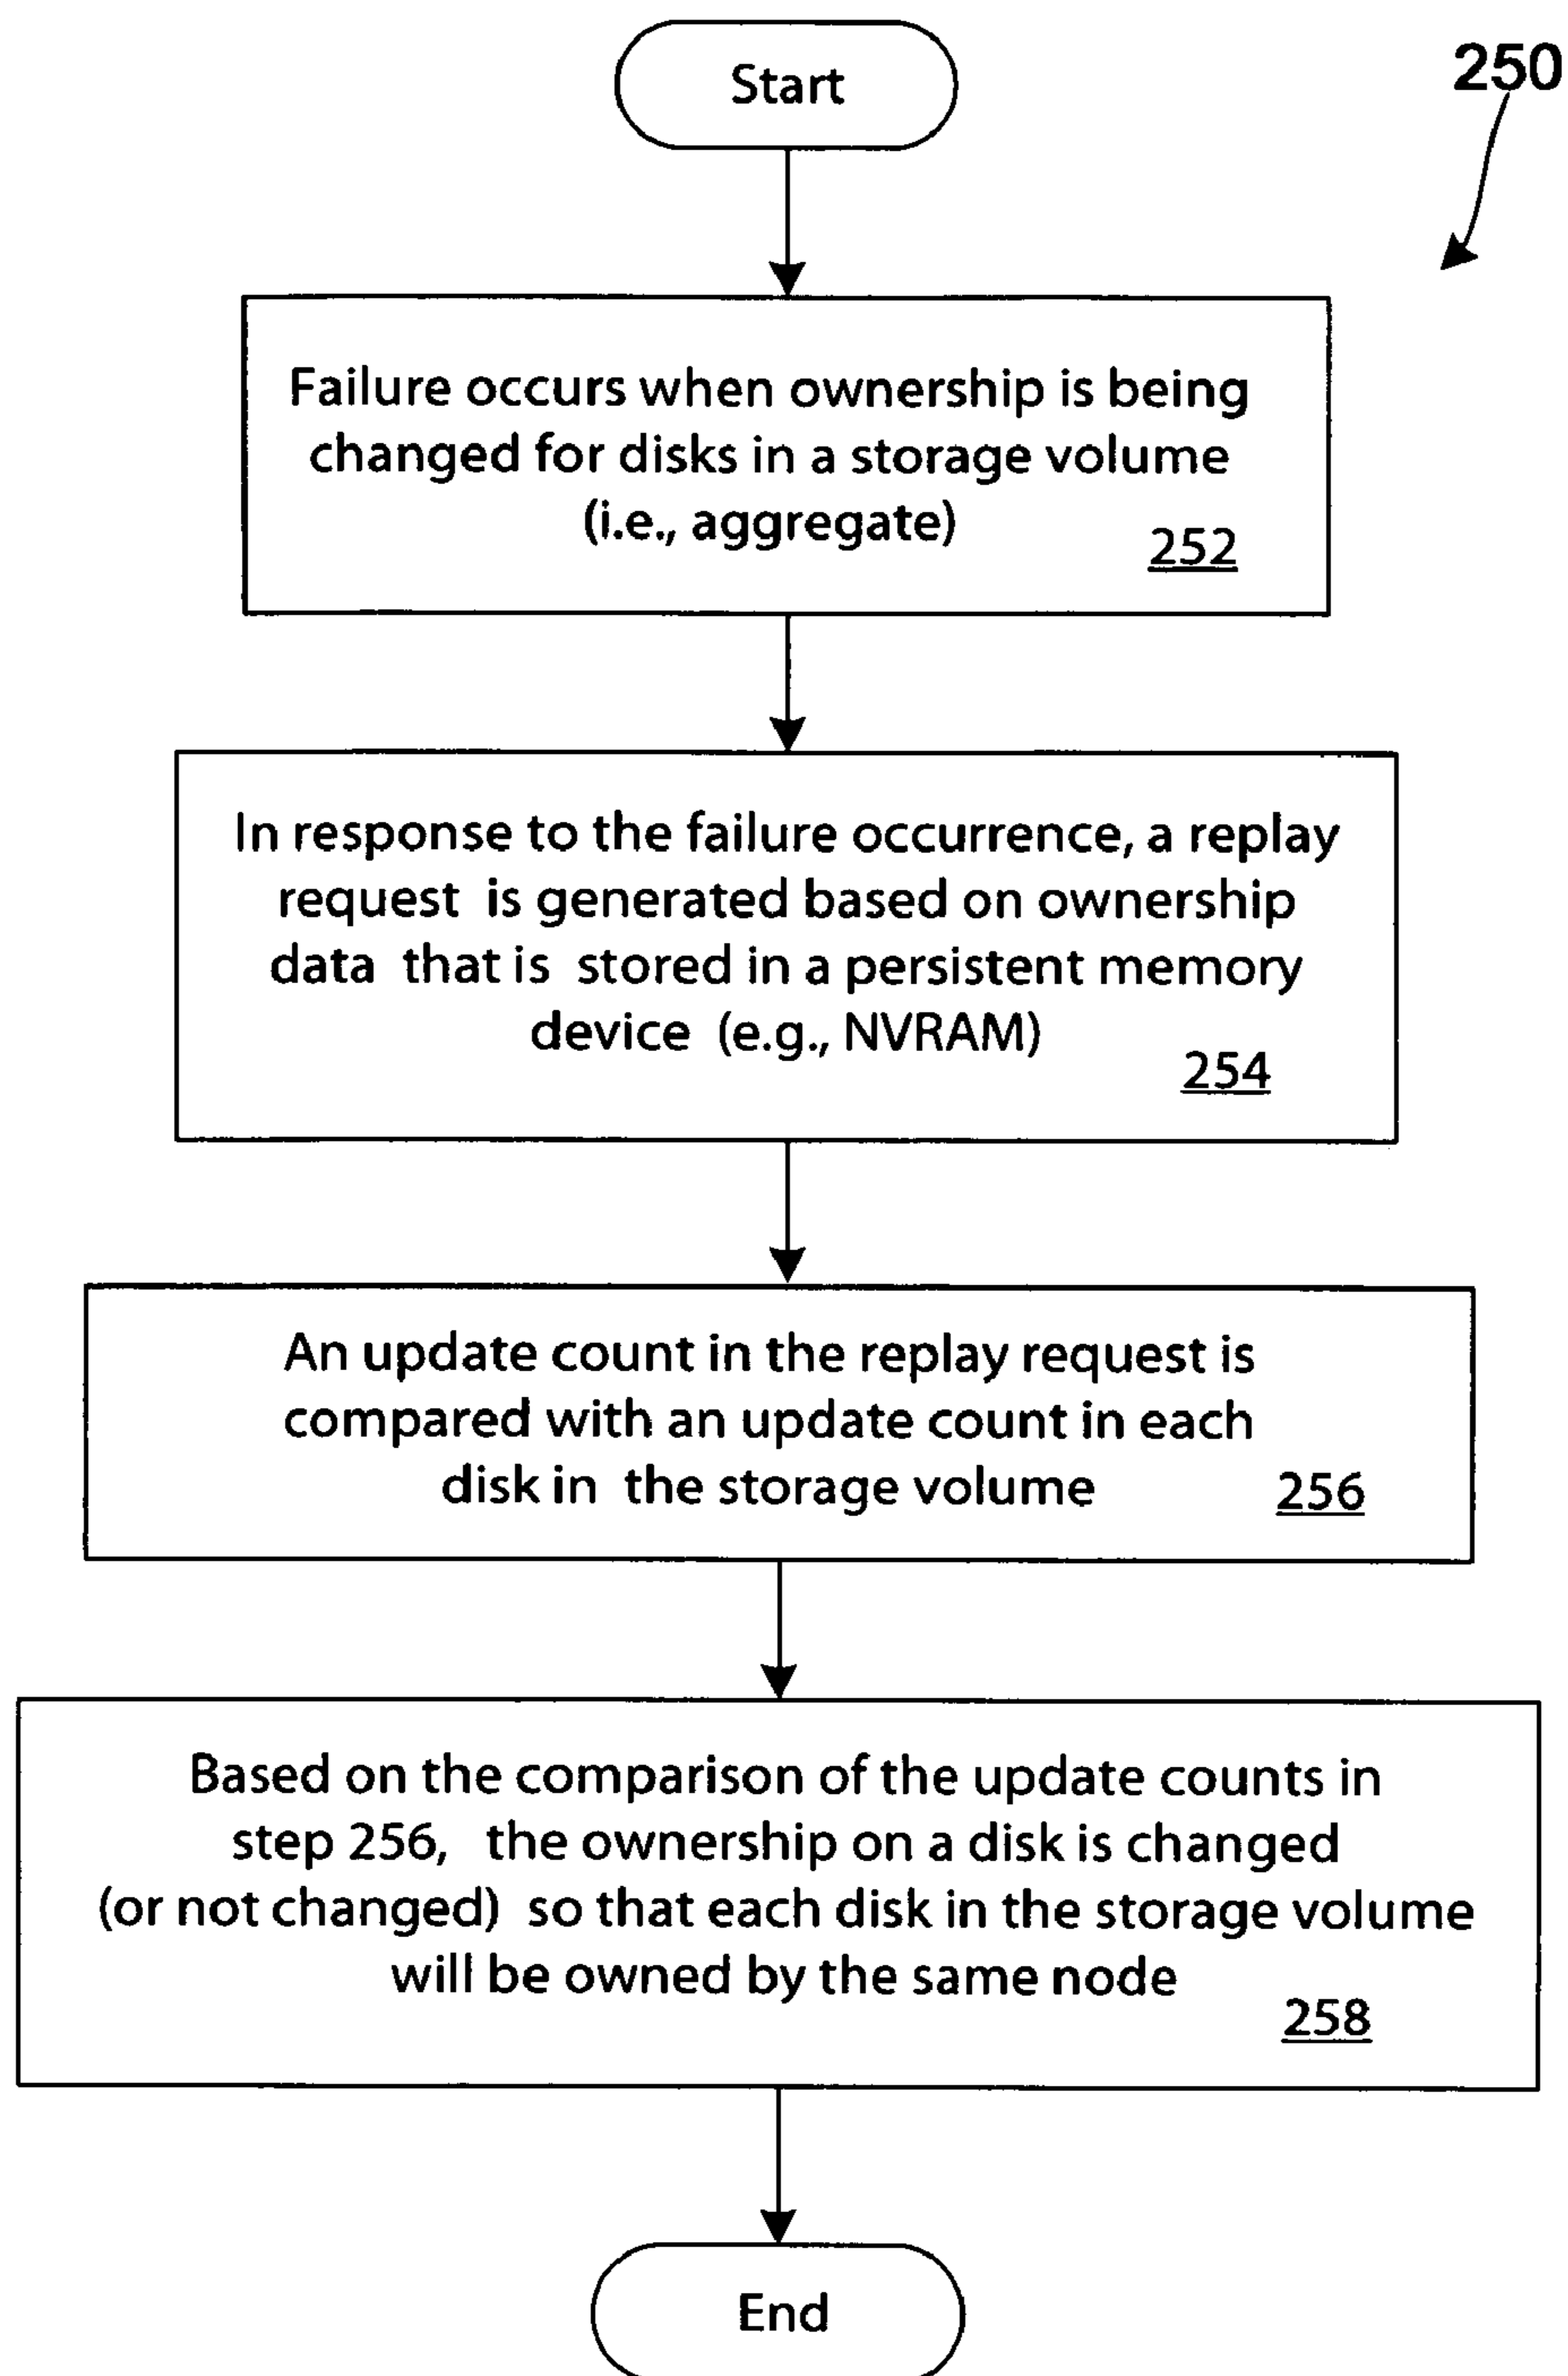 Start
250
Failure occurs when ownership is being
changed for disks in a storage volume
(i.e., aggregate)
252
In response to the failure occurrence, a replay
request is generated based on ownership
data that is stored in a persistent memory
device (e.g., NVRAM)
254
An update count in the replay request is
compared with an update count in each
disk in the storage volume
256
Based on the comparison of the update counts in
step 256, the ownership on a disk is changed
(or not changed) so that each disk in the storage volume
will be owned by the same node
258
End